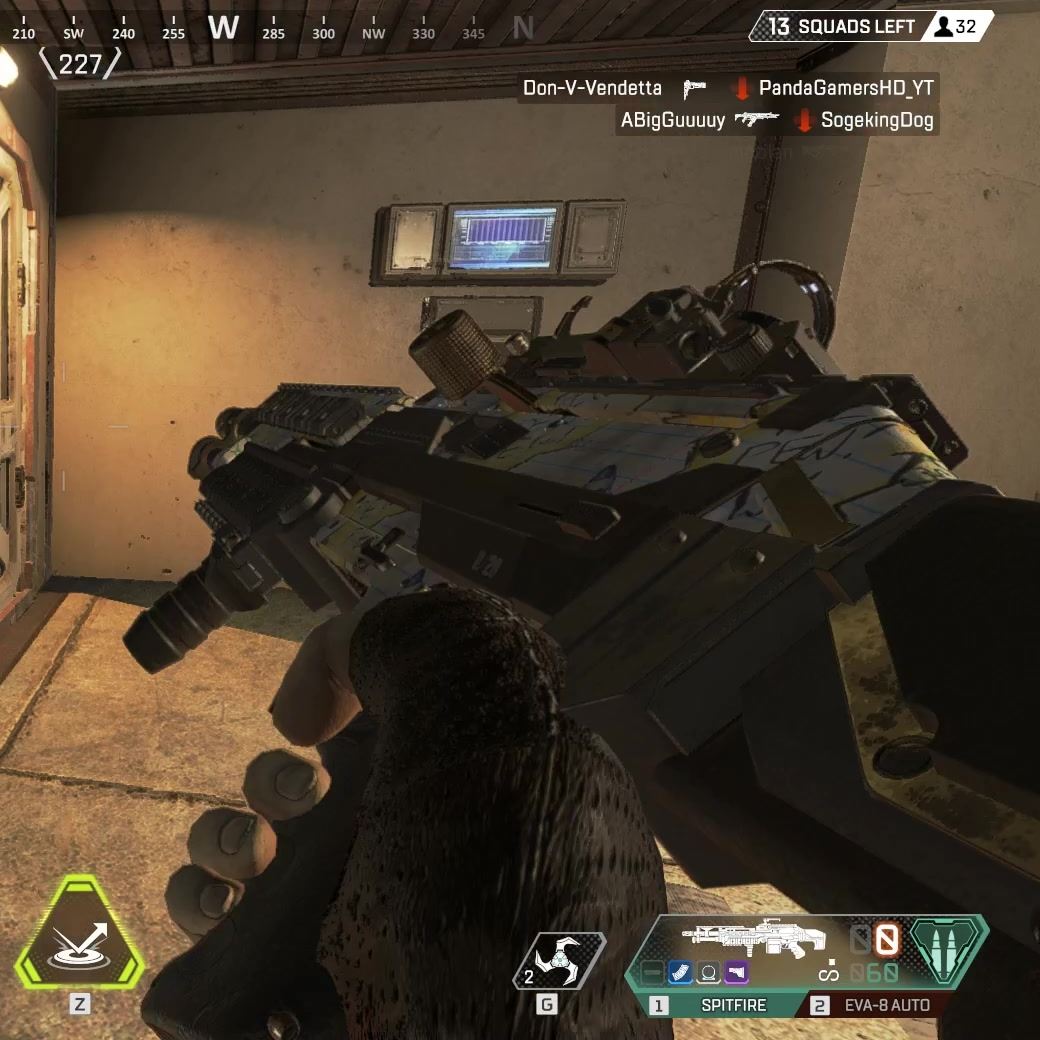 210 SW 240 255 W 285 300 NW 330 345 N
227
13 SQUADS LEFT 32
Don-V-Vendetta PandaGamersHD_YT
ABigGuuuuy SogekingDog
PEW.
2
0
060
Z
G
1 SPITFIRE 2 EVA-8 AUTO